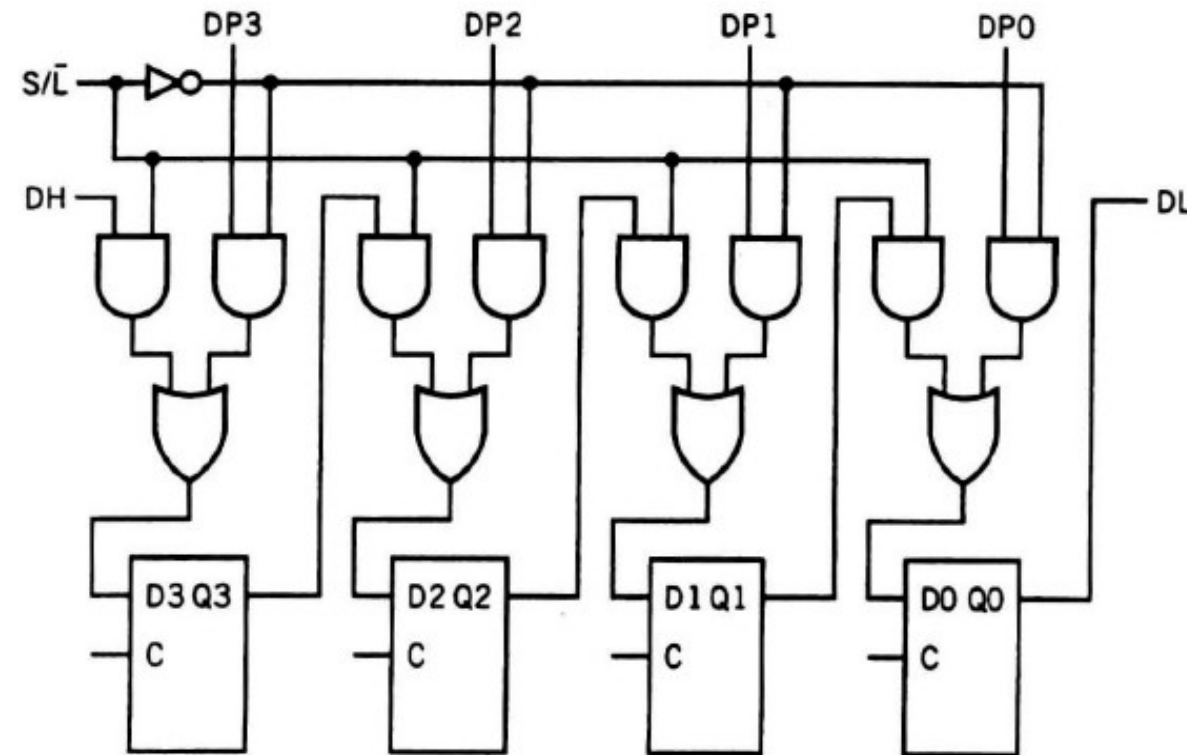 DP3 DP2 DP1 DP0
S/L̄
DH DL
D3 Q3 D2 Q2 D1 Q1 D0 Q0
C C C C